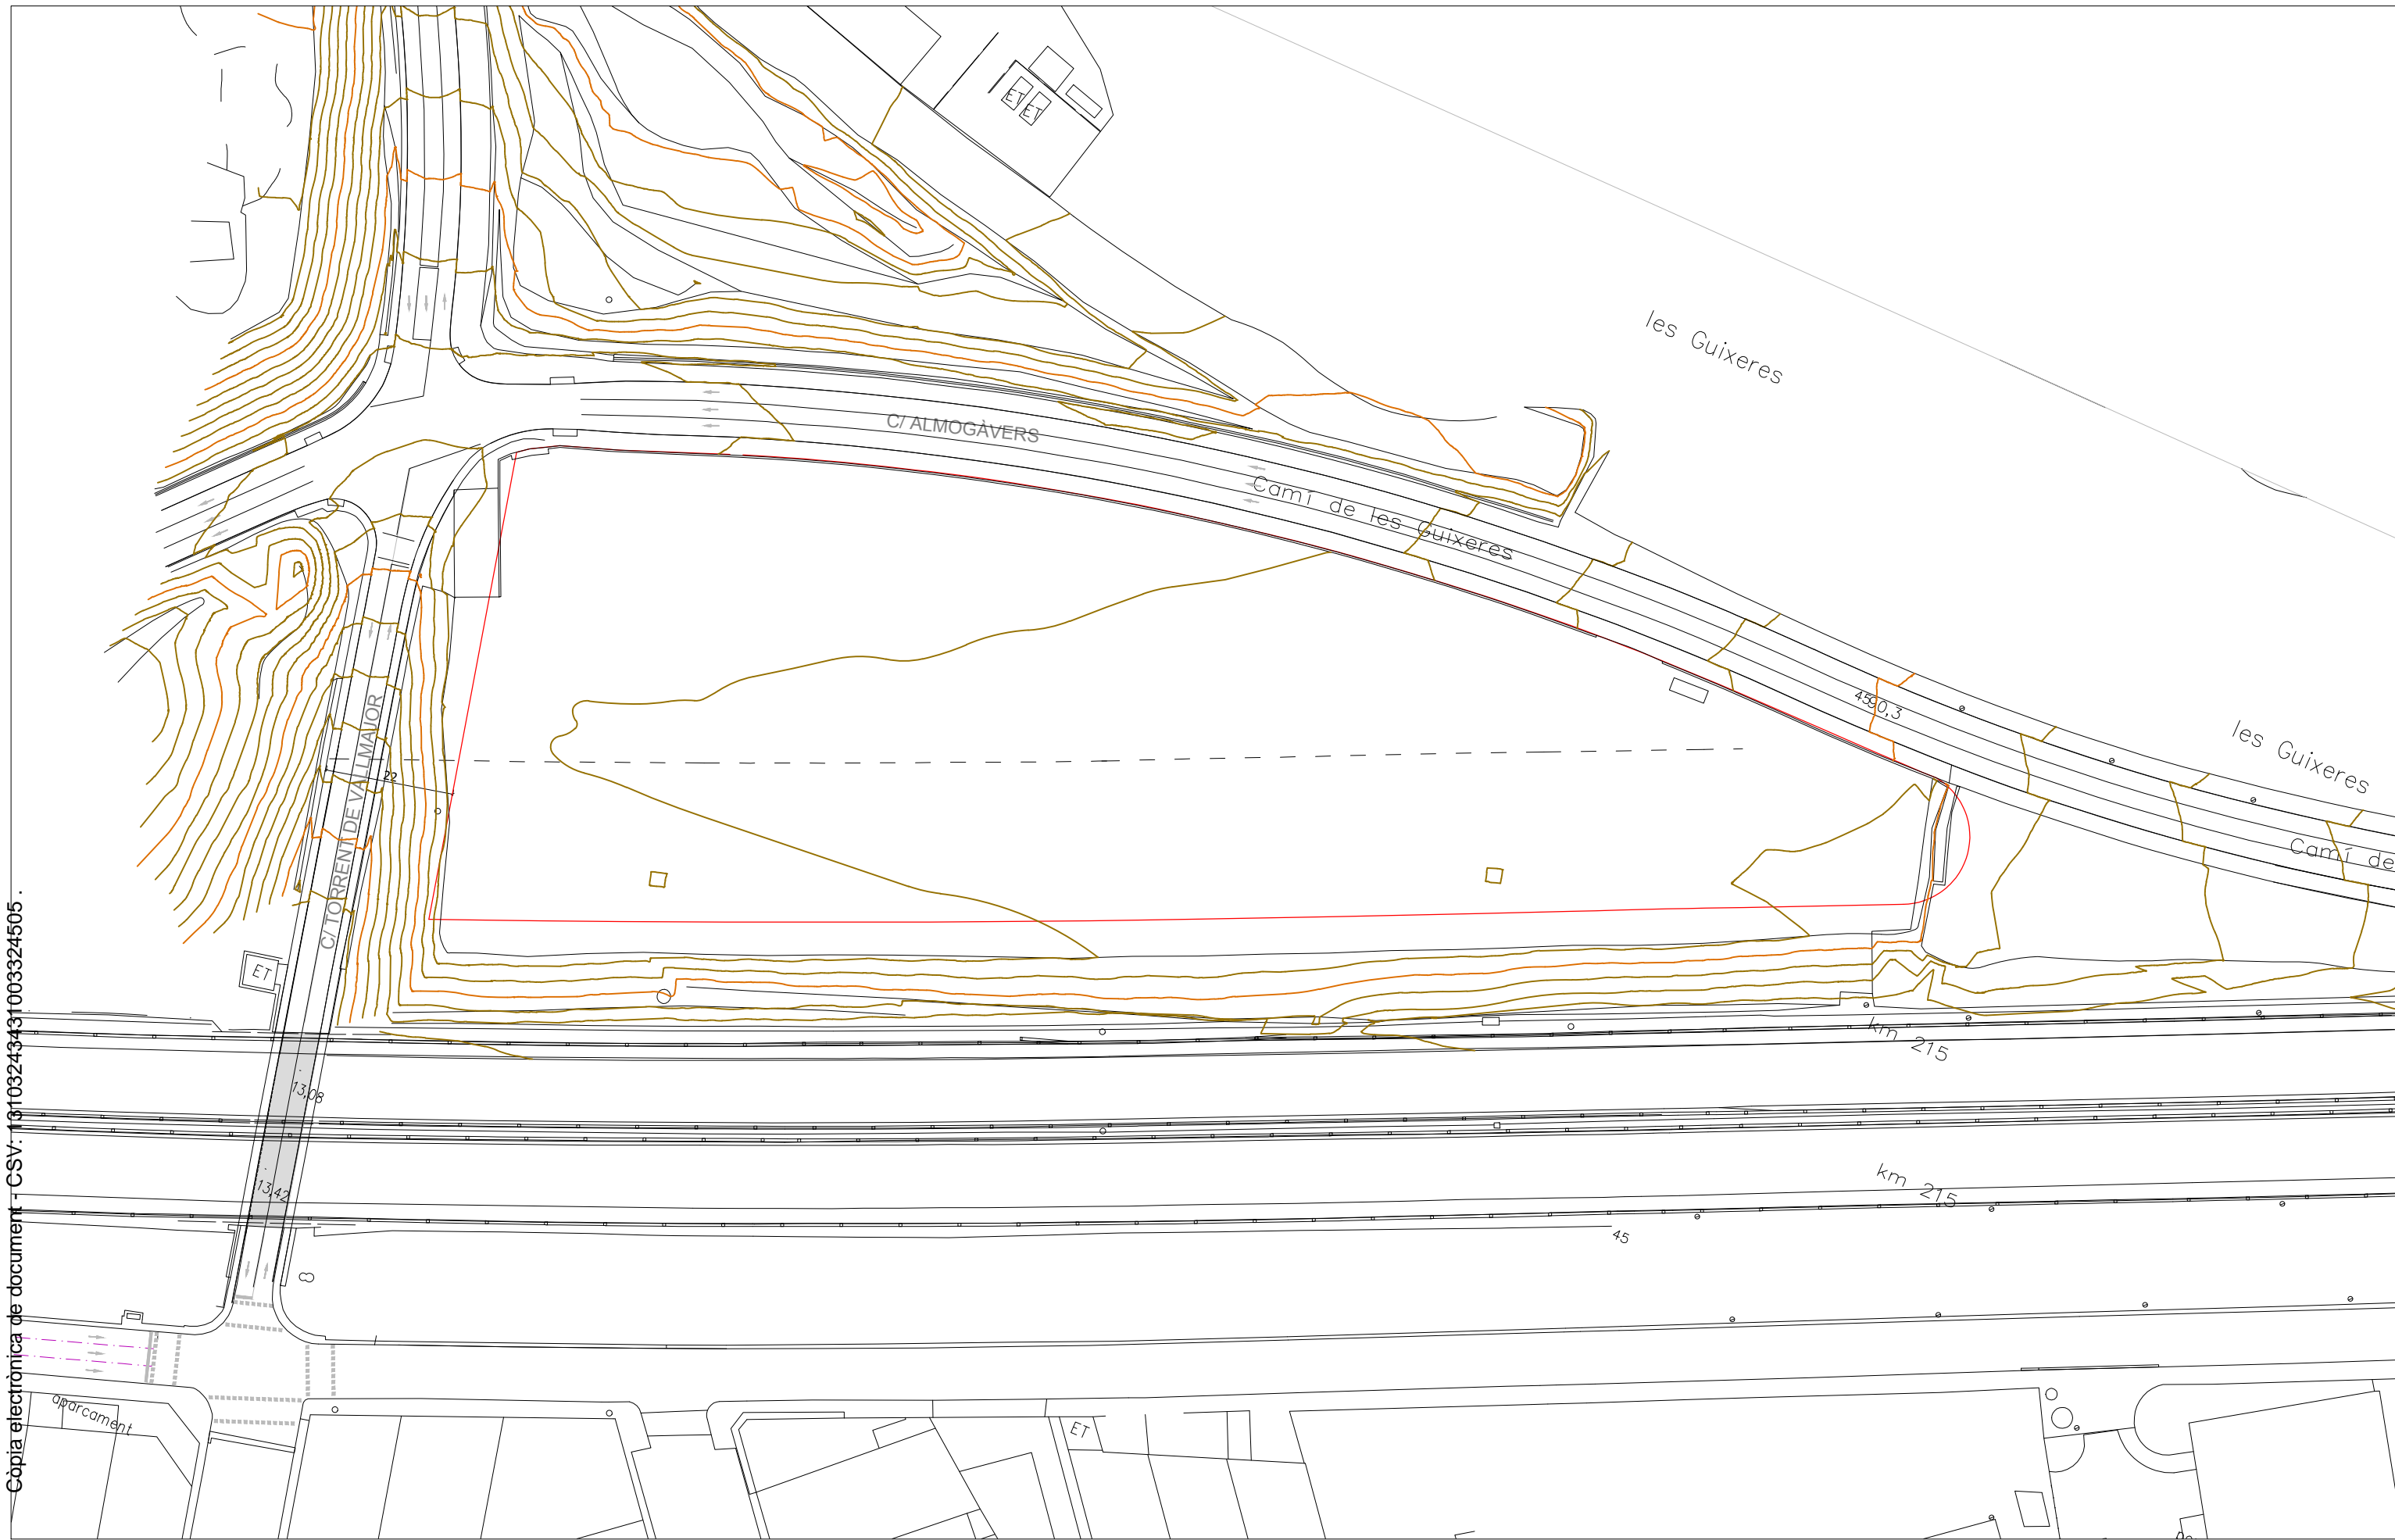 ET
ET
les Guixeres
C/ ALMOGÀVERS
Camí de les Guixeres
4590,3
les Guixeres
22
C/ TORRENT DE VALLMAJOR
Camí de
ET
km 215
13,08
km 215
13,42
45
aparcament
ET
Còpia electrònica de document - CSV: 131032434431003324505 .